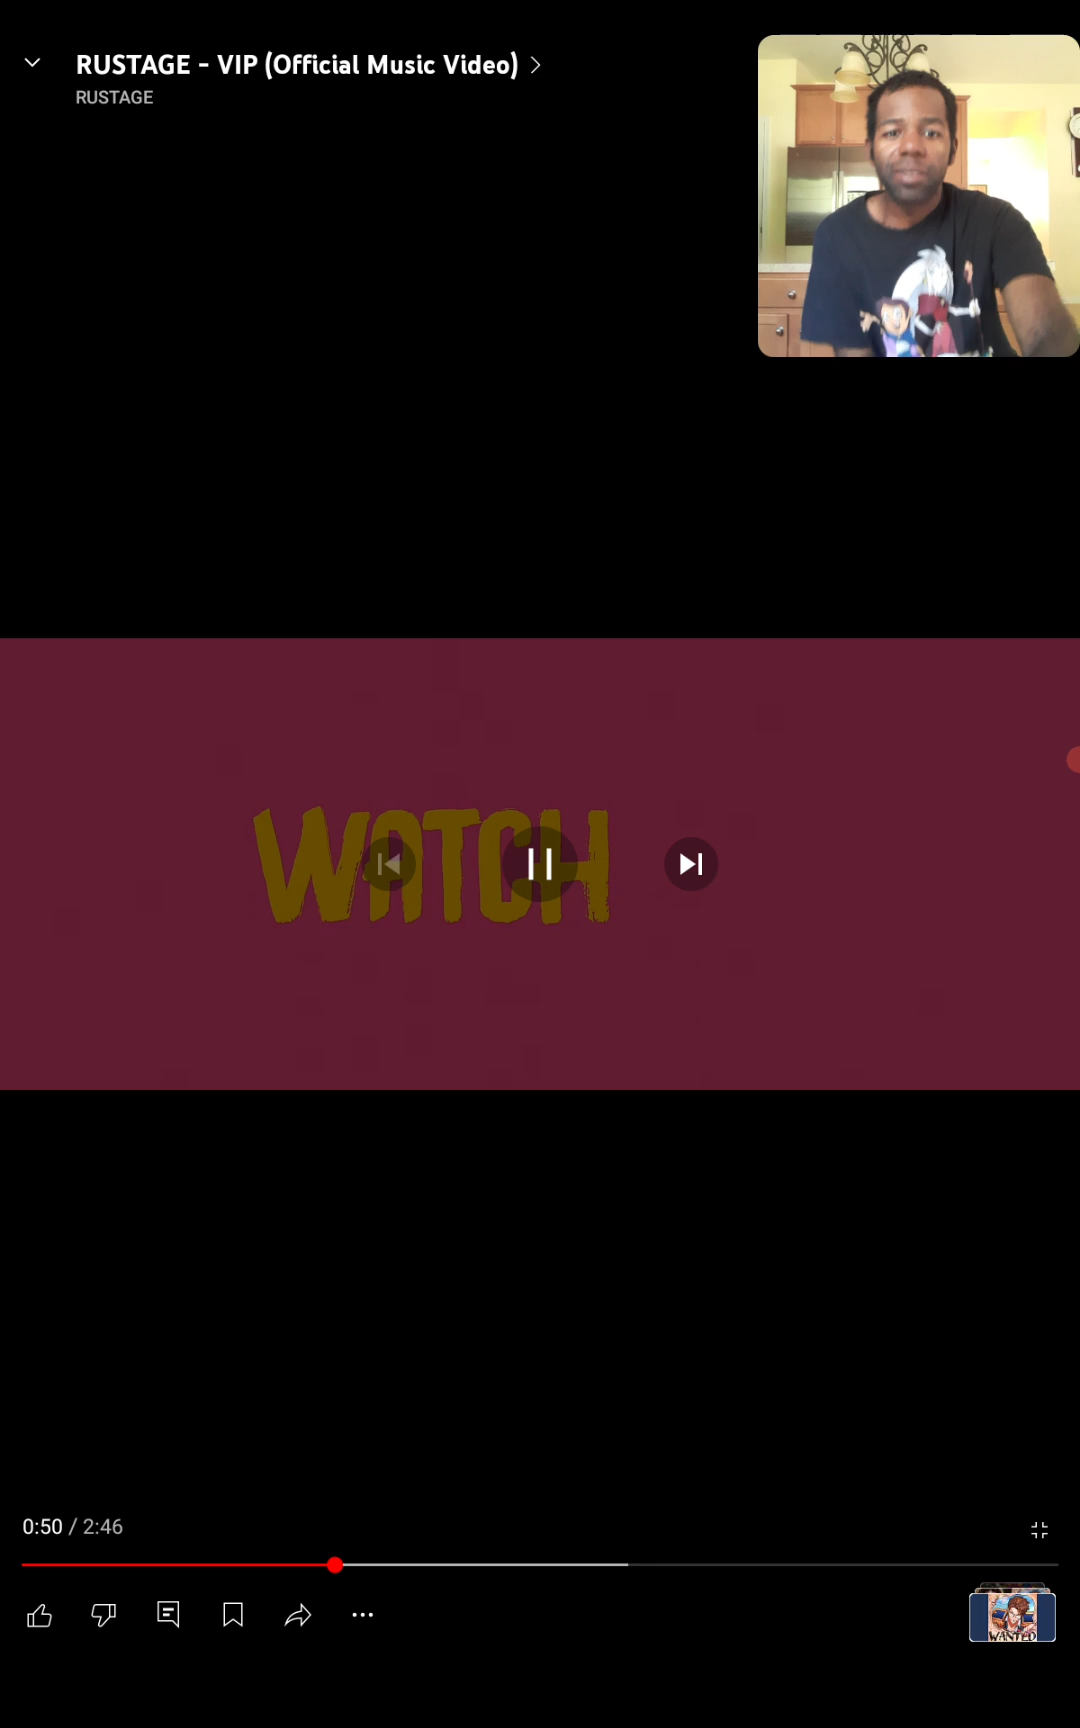 RUSTAGE - VIP (Official Music Video)
RUSTAGE
WATCH
0:50 / 2:46
WANTED